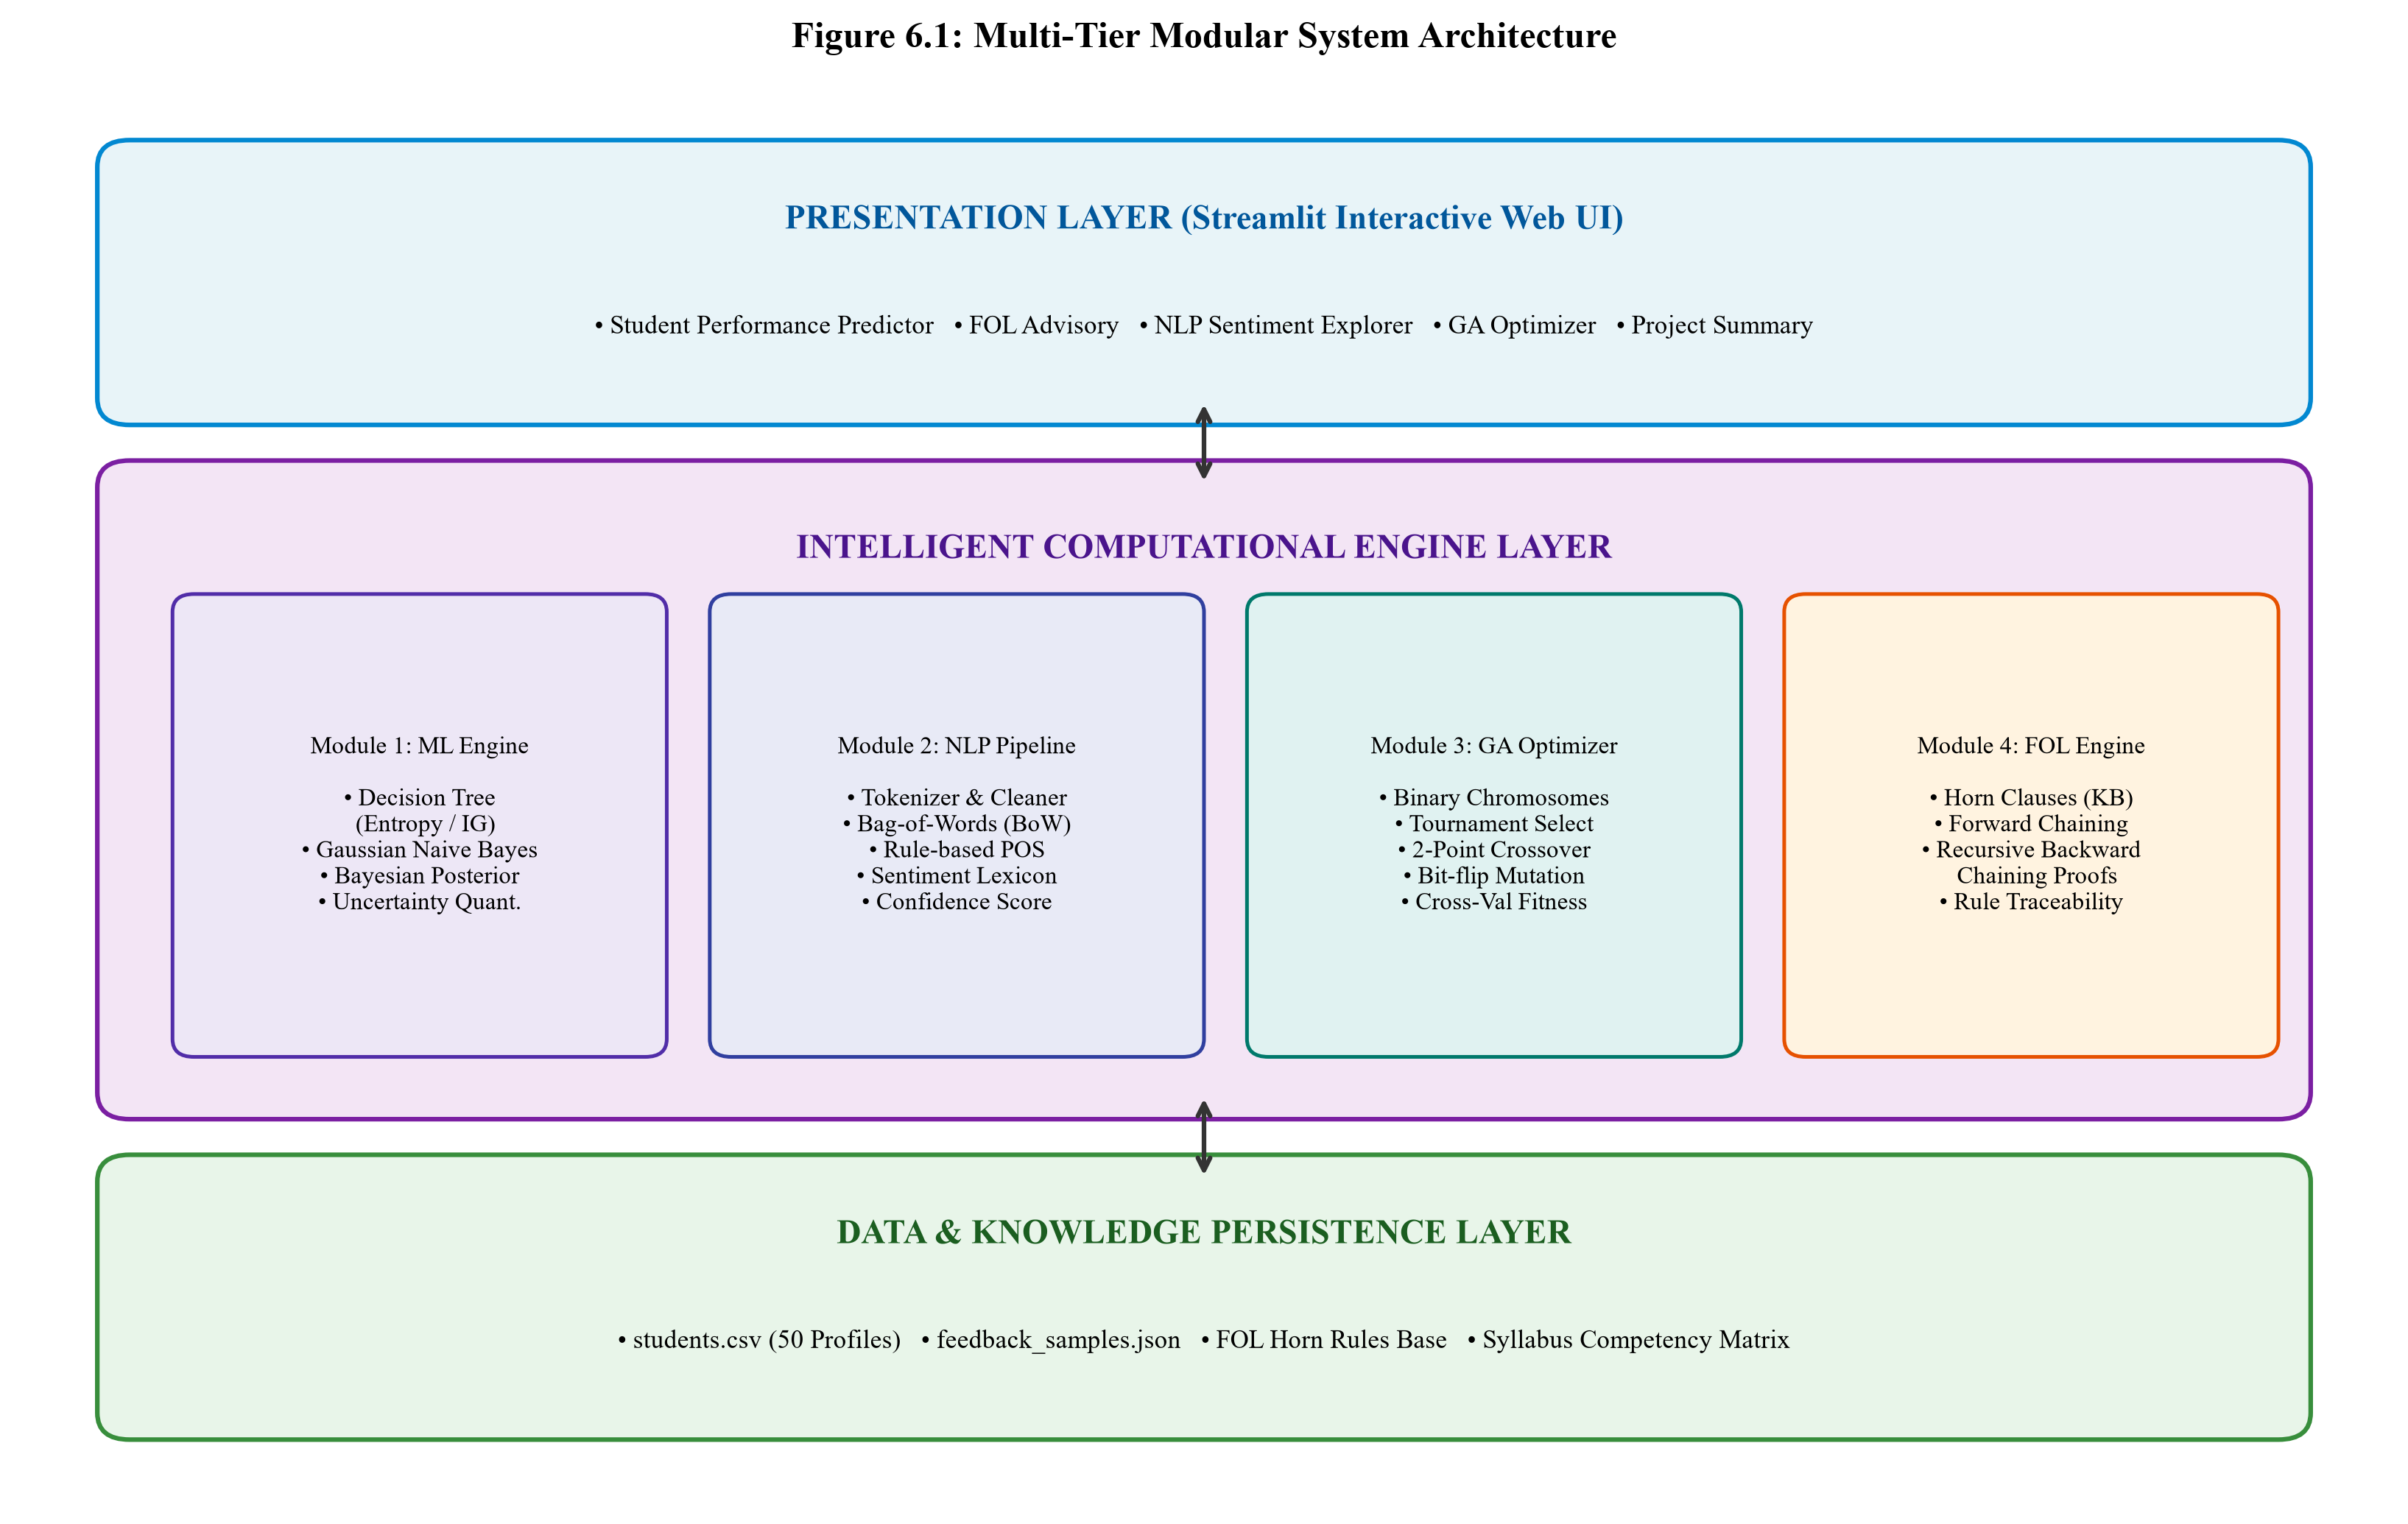 Figure 6.1: Multi-Tier Modular System Architecture
PRESENTATION LAYER (Streamlit Interactive Web UI)
• Student Performance Predictor • FOL Advisory • NLP Sentiment Explorer • GA Optimizer • Project Summary
INTELLIGENT COMPUTATIONAL ENGINE LAYER
Module 1: ML Engine
• Decision Tree
(Entropy / IG)
• Gaussian Naive Bayes
• Bayesian Posterior
• Uncertainty Quant.
Module 2: NLP Pipeline
• Tokenizer & Cleaner
• Bag-of-Words (BoW)
• Rule-based POS
• Sentiment Lexicon
• Confidence Score
Module 3: GA Optimizer
• Binary Chromosomes
• Tournament Select
• 2-Point Crossover
• Bit-flip Mutation
• Cross-Val Fitness
Module 4: FOL Engine
• Horn Clauses (KB)
• Forward Chaining
• Recursive Backward
Chaining Proofs
• Rule Traceability
DATA & KNOWLEDGE PERSISTENCE LAYER
• students.csv (50 Profiles) • feedback_samples.json • FOL Horn Rules Base • Syllabus Competency Matrix